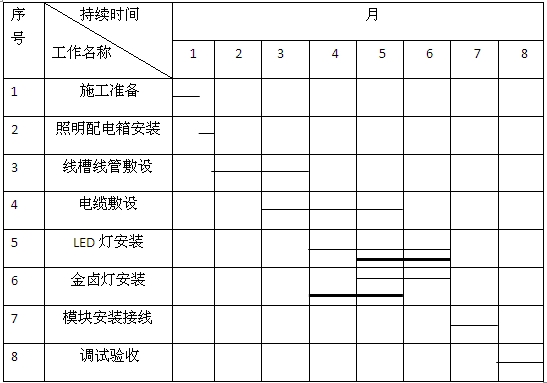 序号 持续时间 月
工作名称 1 2 3 4 5 6 7 8
1 施工准备
2 照明配电箱安装
3 线槽线管敷设
4 电缆敷设
5 LED 灯安装
6 金卤灯安装
7 模块安装接线
8 调试验收